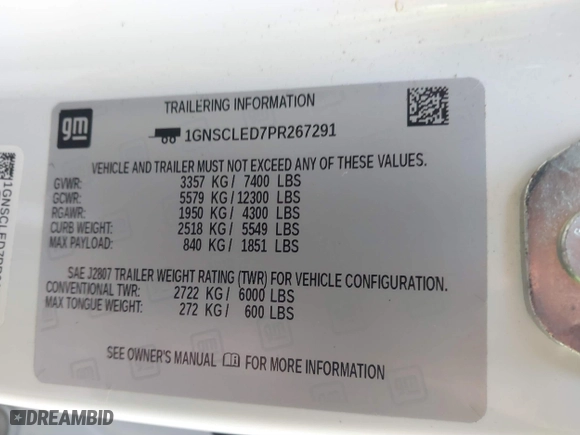 gm
TRAILERING INFORMATION
1GNSCLED7PR267291
VEHICLE AND TRAILER MUST NOT EXCEED ANY OF THESE VALUES.
GVWR: 3357 KG / 7400 LBS
GCWR: 5579 KG / 12300 LBS
RGAWR: 1950 KG / 4300 LBS
CURB WEIGHT: 2518 KG / 5549 LBS
MAX PAYLOAD: 840 KG / 1851 LBS
SAE J2807 TRAILER WEIGHT RATING (TWR) FOR VEHICLE CONFIGURATION.
CONVENTIONAL TWR: 2722 KG / 6000 LBS
MAX TONGUE WEIGHT: 272 KG / 600 LBS
SEE OWNER'S MANUAL FOR MORE INFORMATION
DREAMBID